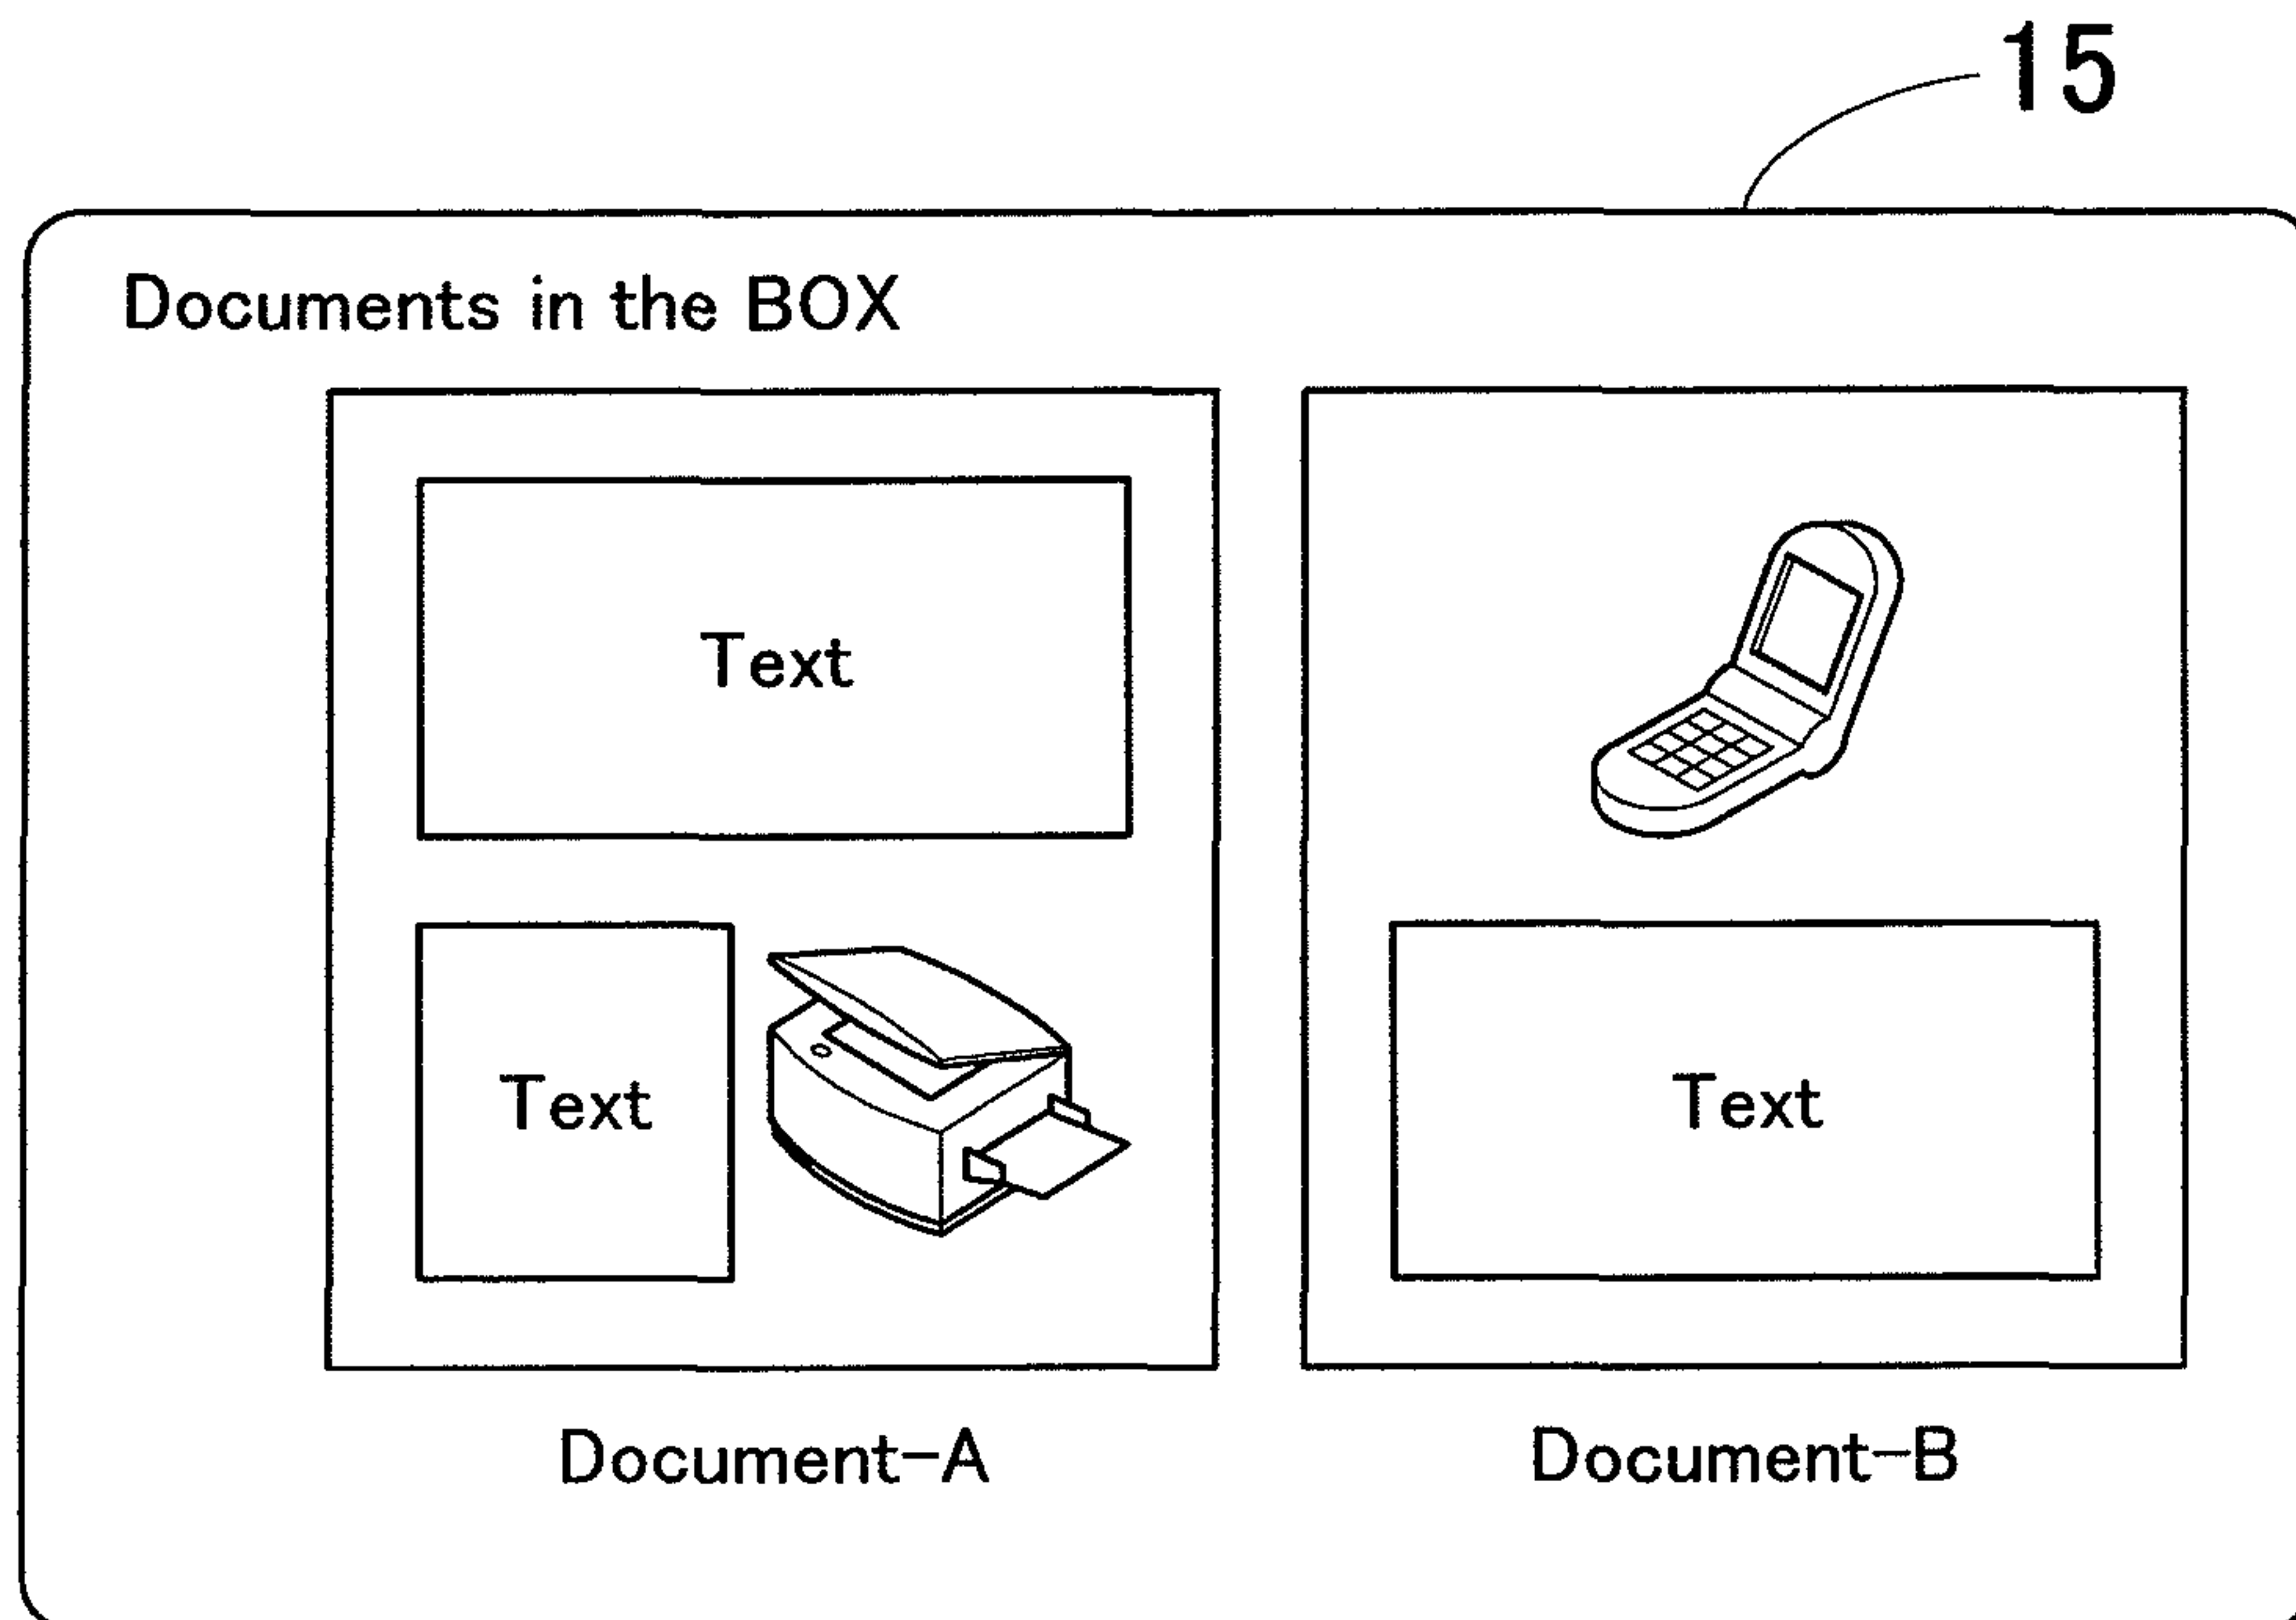 15
Documents in the BOX
Text
Text
Text
Document-A
Document-B